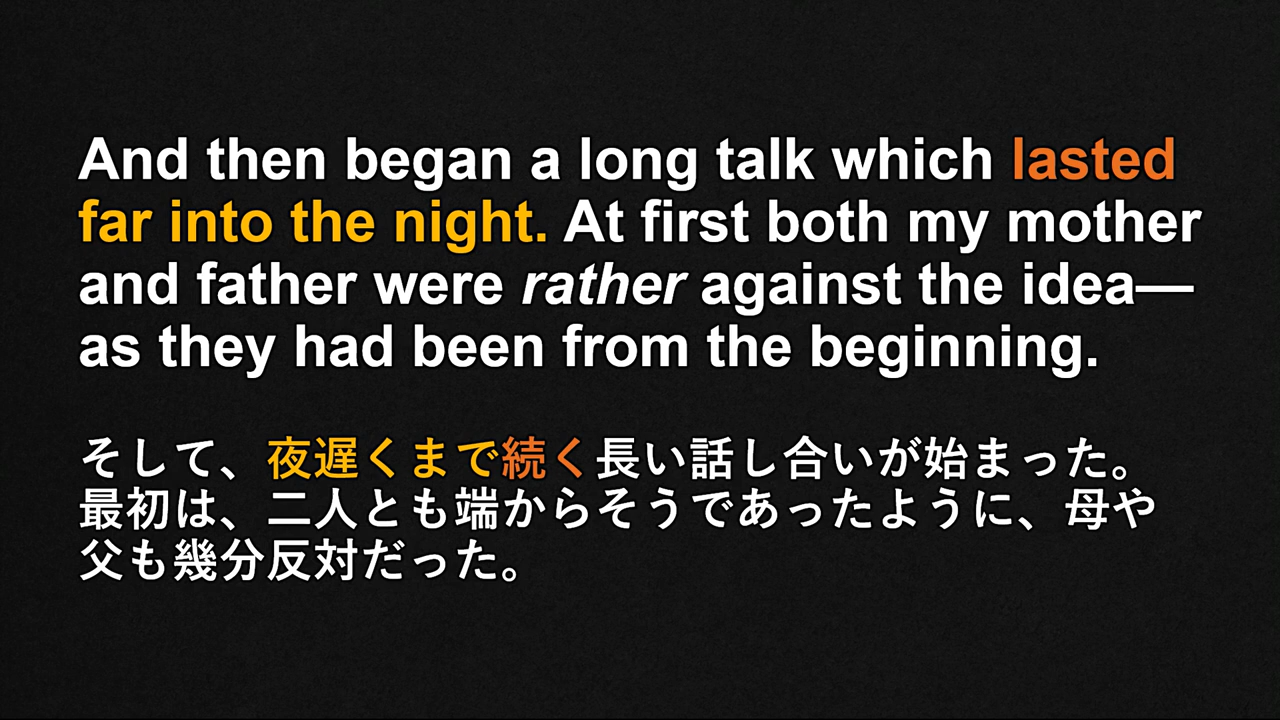 And then began a long talk which lasted
far into the night. At first both my mother
and father were rather against the idea—
as they had been from the beginning.
そして、夜遅くまで続く長い話し合いが始まった。
最初は、二人とも端からそうであったように、母や
父も幾分反対だった。